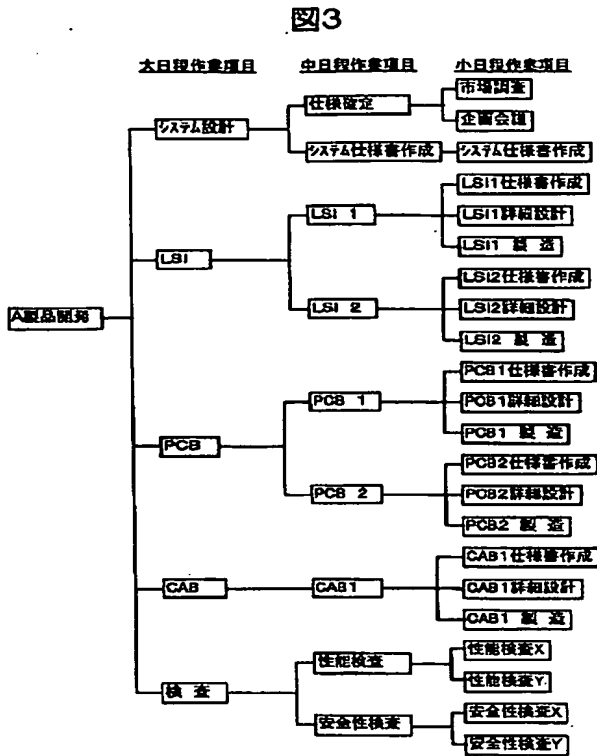 図3
大日程作業項目 中日程作業項目 小日程作業項目
市場調査
仕様確定
企画会議
システム設計
システム仕様書作成 システム仕様書作成
LSI1仕様書作成
LSI 1 LSI1詳細設計
LSI1 製 造
LSI
LSI2仕様書作成
LSI 2 LSI2詳細設計
LSI2 製 造
A製品開発
PCB1仕様書作成
PCB 1 PCB1詳細設計
PCB1 製 造
PCB
PCB2仕様書作成
PCB 2 PCB2詳細設計
PCB2 製 造
CAB1仕様書作成
CAB CAB1 CAB1詳細設計
CAB1 製 造
性能検査X
性能検査
性能検査Y
検 査
安全性検査X
安全性検査
安全性検査Y